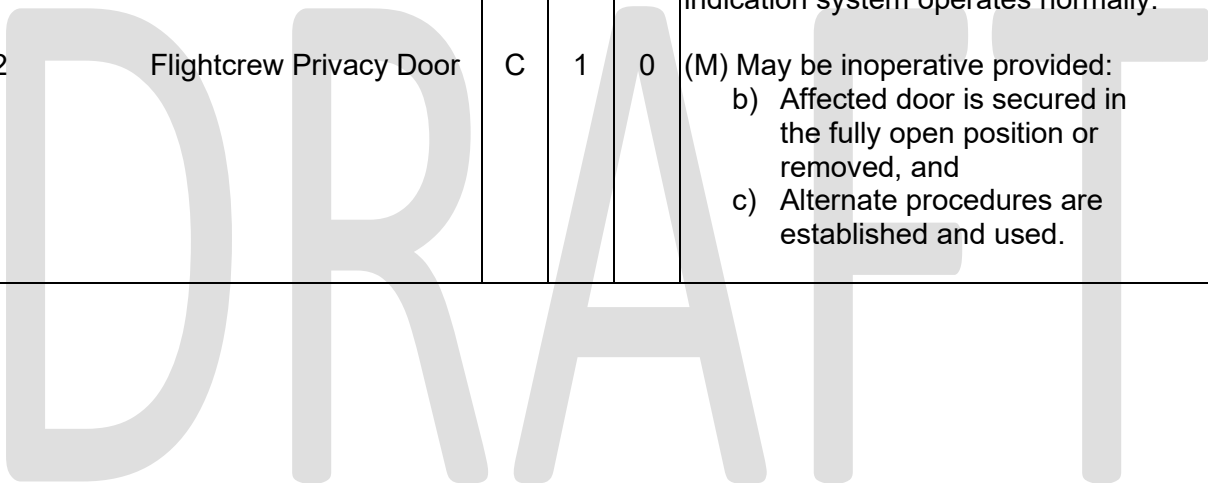 indication system operates normally.
2 Flightcrew Privacy Door C 1 0 (M) May be inoperative provided:
b) Affected door is secured in
the fully open position or
removed, and
c) Alternate procedures are
established and used.
DRAFT